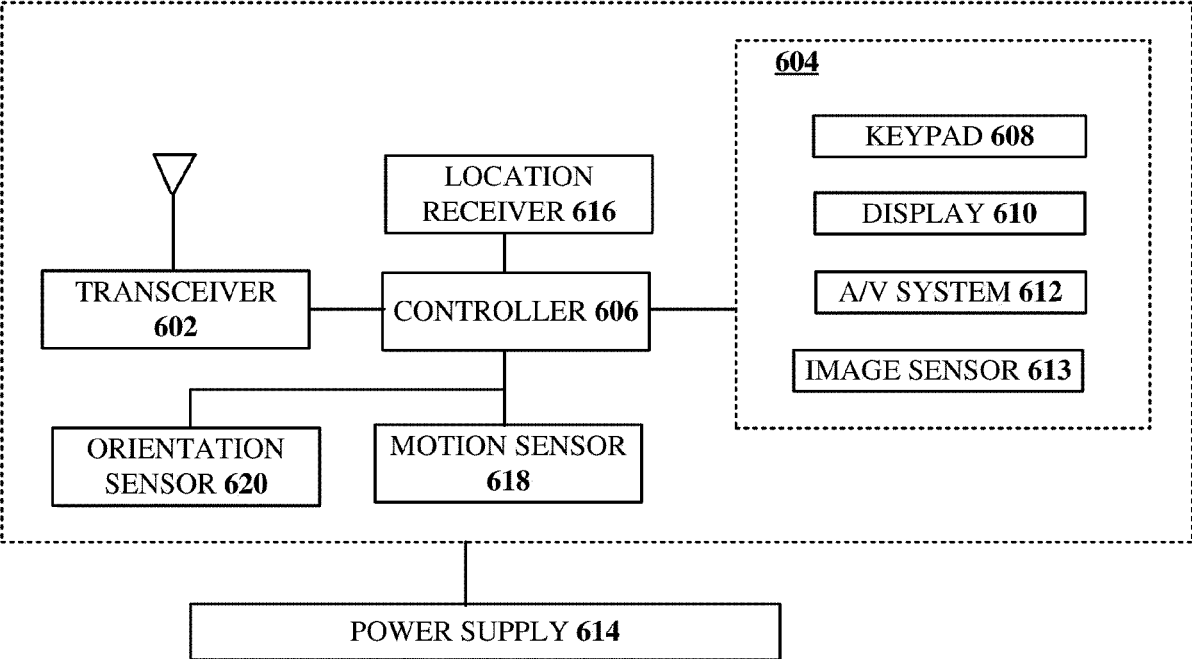 604
KEYPAD 608
LOCATION
RECEIVER 616
DISPLAY 610
TRANSCEIVER
602
CONTROLLER 606
A/V SYSTEM 612
IMAGE SENSOR 613
ORIENTATION
SENSOR 620
MOTION SENSOR
618
POWER SUPPLY 614